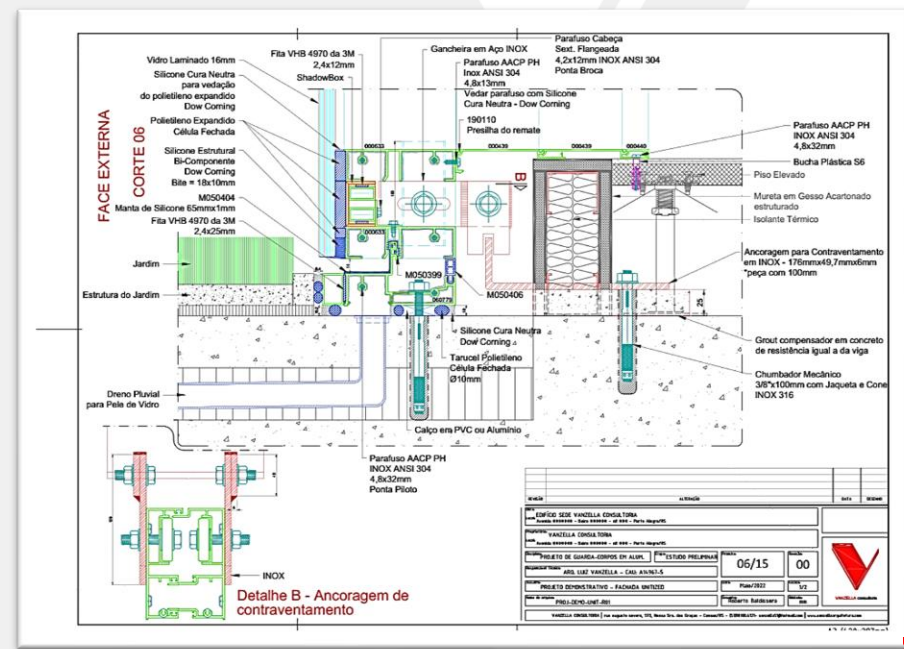 FACE EXTERNA
CORTE 06
Vidro Laminado 16mm
Silicone Cura Neutra
para vedação
do polietileno expandido
Dow Corning
Polietileno Expandido
Célula Fechada
Silicone Estrutural
Bi-Componente
Dow Corning
Bite = 18x10mm
M050404
Manta de Silicone 65mmx1mm
Fita VHB 4970 da 3M
2,4x25mm
Jardim
Estrutura do Jardim
Dreno Pluvial
para Pele de Vidro
Fita VHB 4970 da 3M
2,4x12mm
ShadowBox
Gancheira em Aço INOX
Parafuso AACP PH
Inox ANSI 304
4,8x13mm
Vedar parafuso com Silicone
Cura Neutra - Dow Corning
190110
Presilha do remate
Parafuso Cabeça
Sext. Flangeada
4,2x12mm INOX ANSI 304
Ponta Broca
Parafuso AACP PH
INOX ANSI 304
4,8x32mm
Bucha Plástica S6
Piso Elevado
Mureta em Gesso Acartonado
estruturado
Isolante Térmico
Ancoragem para Contraventamento
em INOX - 176mmx49,7mmx6mm
*peça com 100mm
25
Grout compensador em concreto
de resistência igual a da viga
Chumbador Mecânico
3/8"x100mm com Jaqueta e Cone
INOX 316
B
M050399
M050406
Silicone Cura Neutra
Dow Corning
Tarucel Polietileno
Célula Fechada
Ø10mm
Calço em PVC ou Alumínio
Parafuso AACP PH
INOX ANSI 304
4,8x32mm
Ponta Piloto
INOX
Detalhe B - Ancoragem de
contraventamento
EDIFÍCIO SEDE VANZELLA CONSULTORIA
VANZELLA CONSULTORIA
PROJETO DE GUARDA-CORPOS EM ALUM.
ESTUDO PRELIMINAR
06/15
00
ARQ. LUIZ VANZELLA - CAU: A14967-5
PROJETO DEMONSTRATIVO - FACHADA UNITIZED
1/2
PROJ-DEMO-UNIT-R01
Roberto Baldissera
VANZELLA consultoria